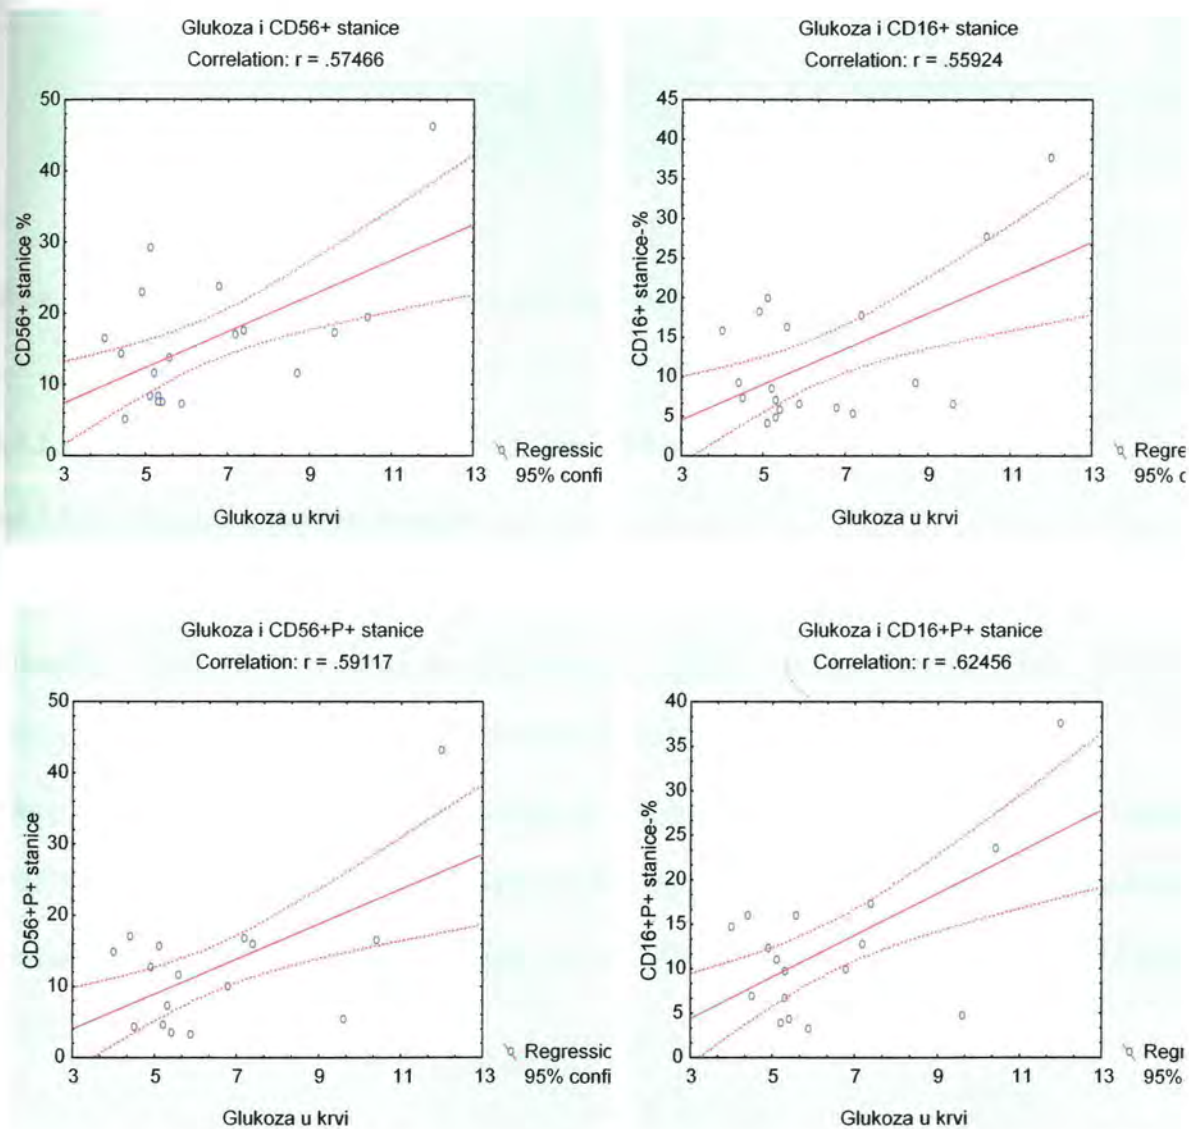 Glukoza i CD56+ stanice
Correlation: r = .57466
50
40
30
20
10
0
CD56+ stanice %
3 5 7 9 11 13
Regressic
95% confi
Glukoza u krvi
Glukoza i CD16+ stanice
Correlation: r = .55924
45
40
35
30
25
20
15
10
5
0
CD16+ stanice-%
3 5 7 9 11 13
Regre
95% c
Glukoza u krvi
Glukoza i CD56+P+ stanice
Correlation: r = .59117
50
40
30
20
10
0
CD56+P+ stanice
3 5 7 9 11 13
Regressic
95% confi
Glukoza u krvi
Glukoza i CD16+P+ stanice
Correlation: r = .62456
40
35
30
25
20
15
10
5
0
CD16+P+ stanice-%
3 5 7 9 11 13
Regr
95%
Glukoza u krvi